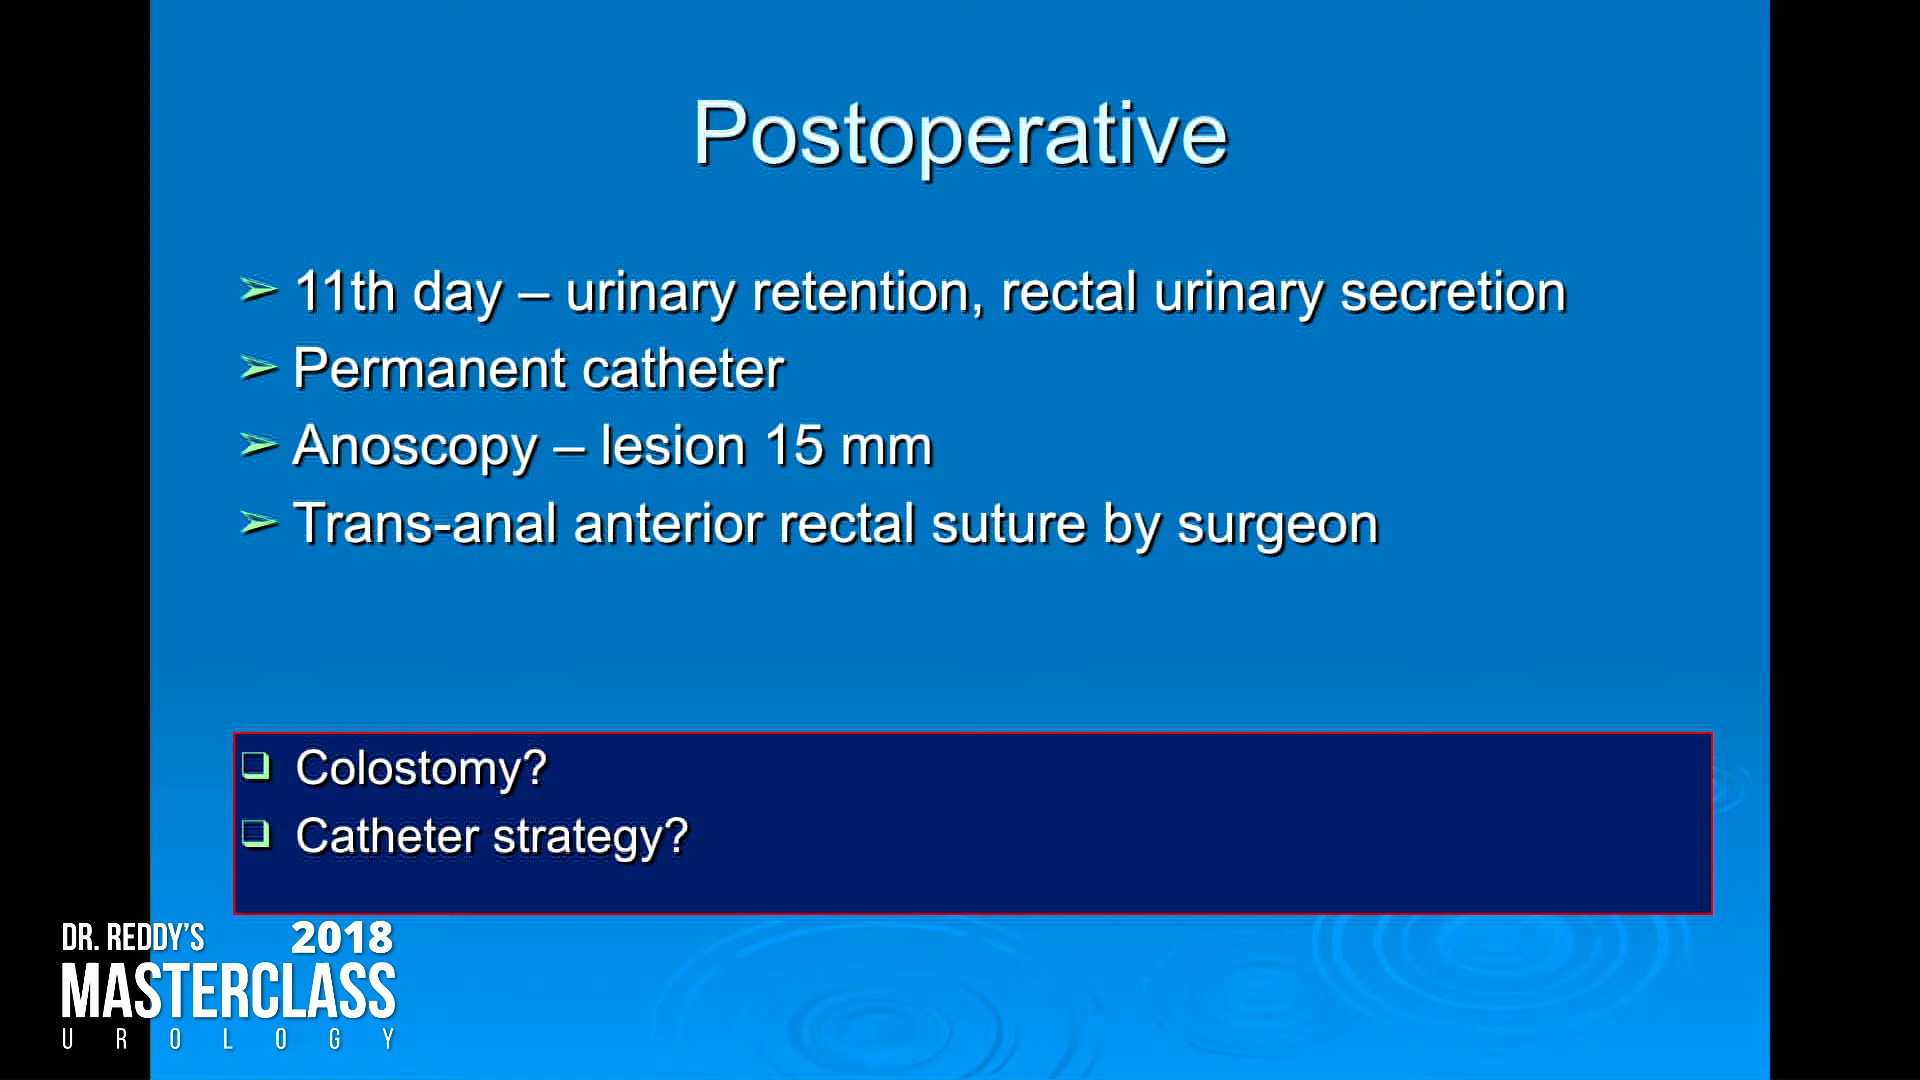 Postoperative
➢ 11th day – urinary retention, rectal urinary secretion
➢ Permanent catheter
➢ Anoscopy – lesion 15 mm
➢ Trans-anal anterior rectal suture by surgeon
❑ Colostomy?
❑ Catheter strategy?
DR. REDDY'S 2018
MASTERCLASS
UROLOGY